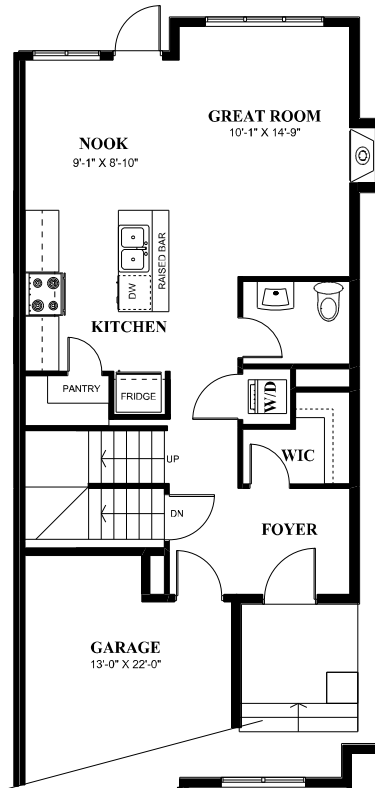 GREAT ROOM
10'-1" X 14'-9"
NOOK
9'-1" X 8'-10"
RAISED BAR
DW
KITCHEN
PANTRY
FRIDGE
W/D
UP
WIC
DN
FOYER
GARAGE
13'-0" X 22'-0"